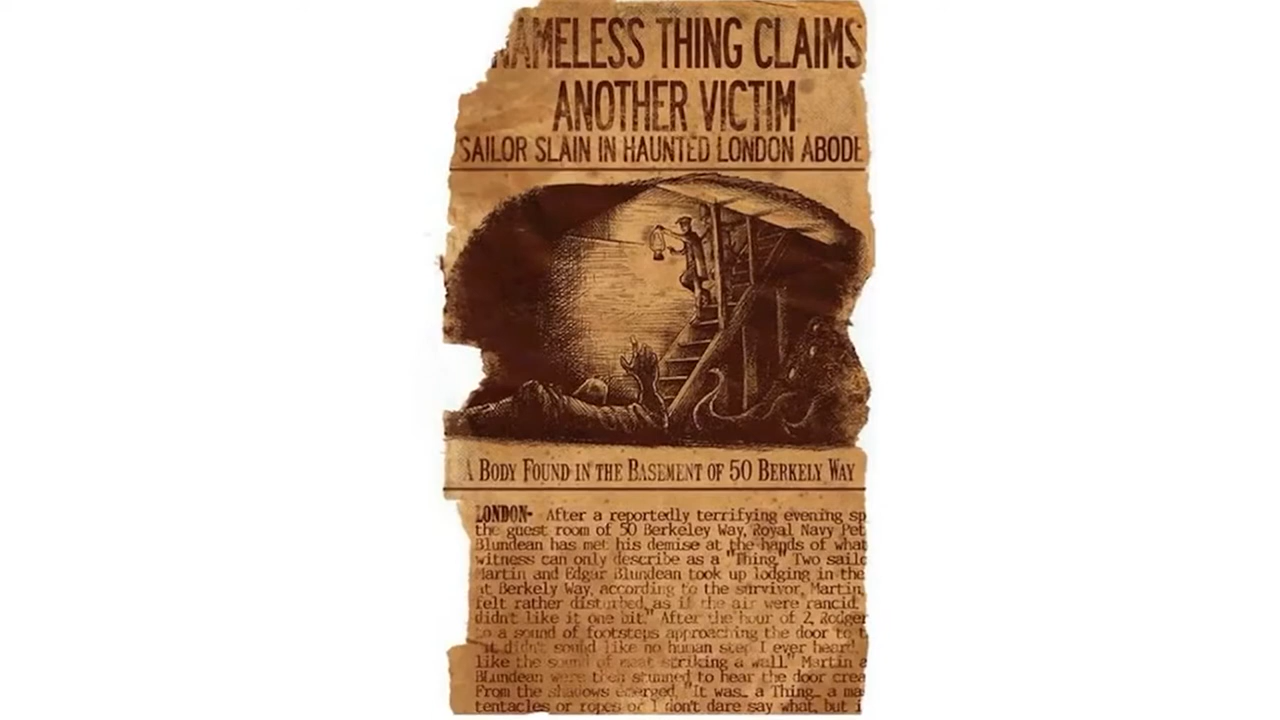 NAMELESS THING CLAIMS
ANOTHER VICTIM
SAILOR SLAIN IN HAUNTED LONDON ABODE
A BODY FOUND IN THE BASEMENT OF 50 BERKELY WAY
LONDON- After a reportedly terrifying evening sp
the guest room of 50 Berkeley Way, Royal Navy Pet
Blundean has met his demise at the hands of what
witness can only describe as a "Thing." Two sailo
Martin and Edgar Blundean took up lodging in the
at Berkely Way, according to the survivor, Martin,
felt rather disturbed, as if the air were rancid,
didn't like it one bit." After the hour of 2, Rodger
to a sound of footsteps approaching the door to t
"it didn't sound like no human step I ever heard,
like the sound of meat striking a wall." Martin a
Blundean were then stunned to hear the door crea
From the shadows emerged, "It was.. a Thing.. a ma
tentacles or ropes or I don't dare say what, but i